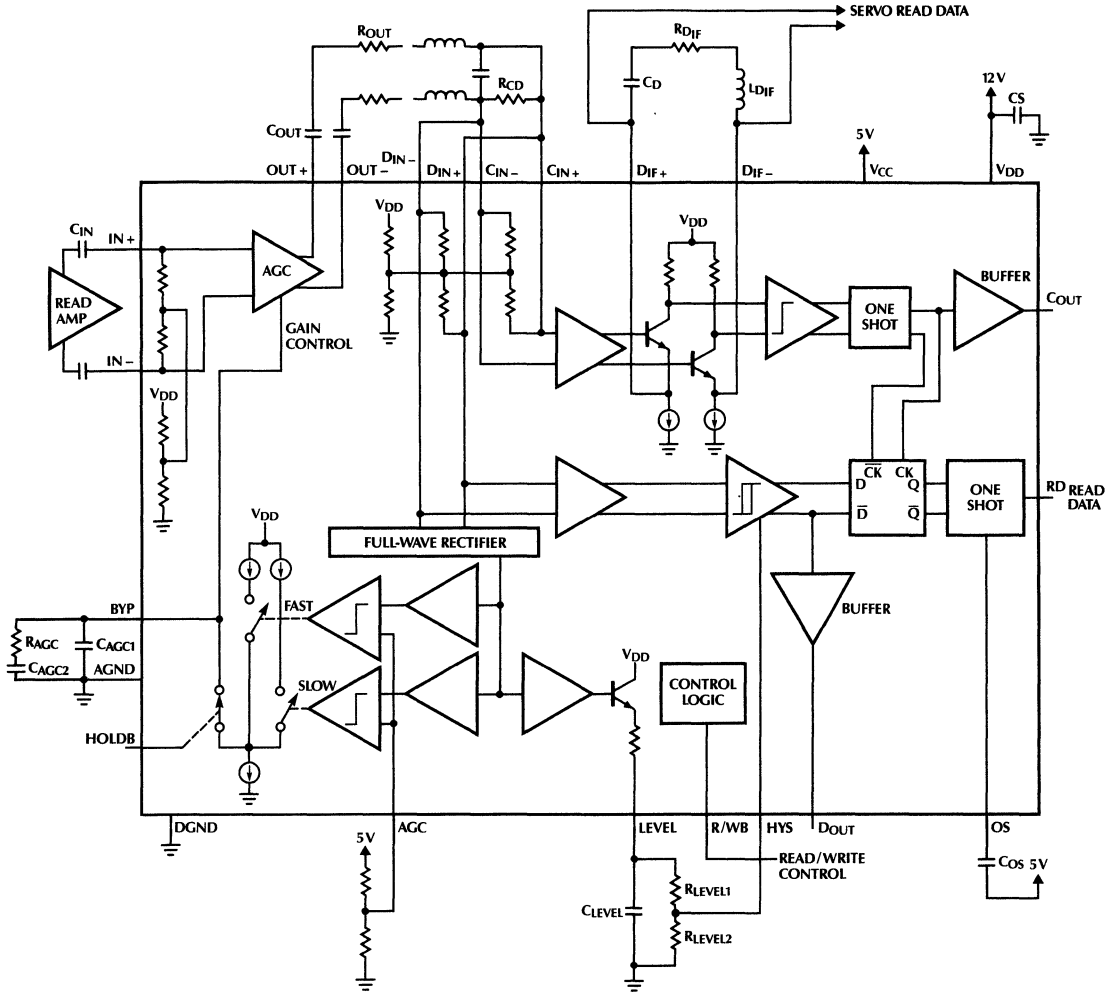 SERVO READ DATA
ROUT
RDIF
RCD
CD
LDIF
12V
CS
COUT
5V
OUT+
OUT−
DIN−
DIN+
CIN−
CIN+
DIF+
DIF−
VCC
VDD
CIN
IN+
VDD
VDD
AGC
BUFFER
READ AMP
ONE SHOT
COUT
GAIN CONTROL
IN−
VDD
CK
CK
D
Q
D
Q
ONE SHOT
RD READ DATA
VDD
FULL-WAVE RECTIFIER
BUFFER
FAST
BYP
RAGC
CAGC1
CAGC2
AGND
VDD
SLOW
CONTROL LOGIC
HOLDB
DGND
AGC
LEVEL
R/WB
HYS
DOUT
OS
5V
READ/WRITE CONTROL
COS
5V
RLEVEL1
CLEVEL
RLEVEL2